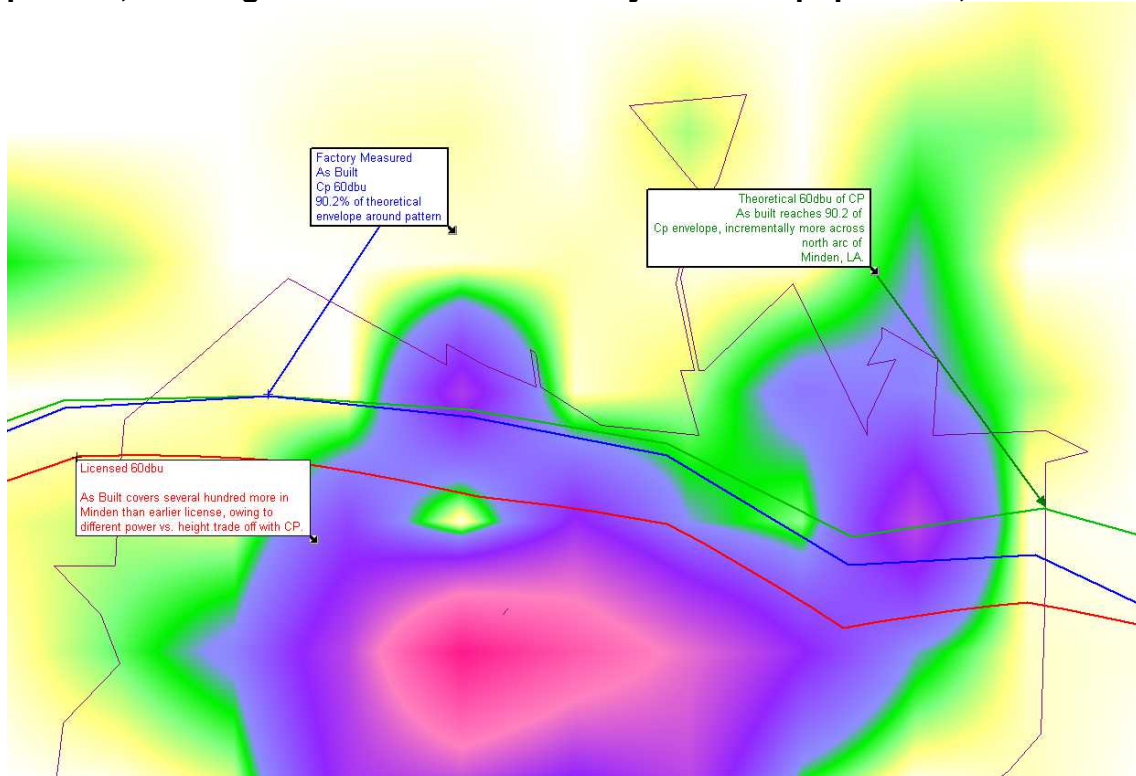 Factory Measured
As Built
Cp 60dbu
90.2% of theoretical
envelope around pattern
Theoretical 60dbu of CP
As built reaches 90.2 of
Cp envelope, incrementally more across
north arc of
Minden, LA.
Licensed 60dbu
As Built covers several hundred more in
Minden than earlier license, owing to
different power vs. height trade off with CP.